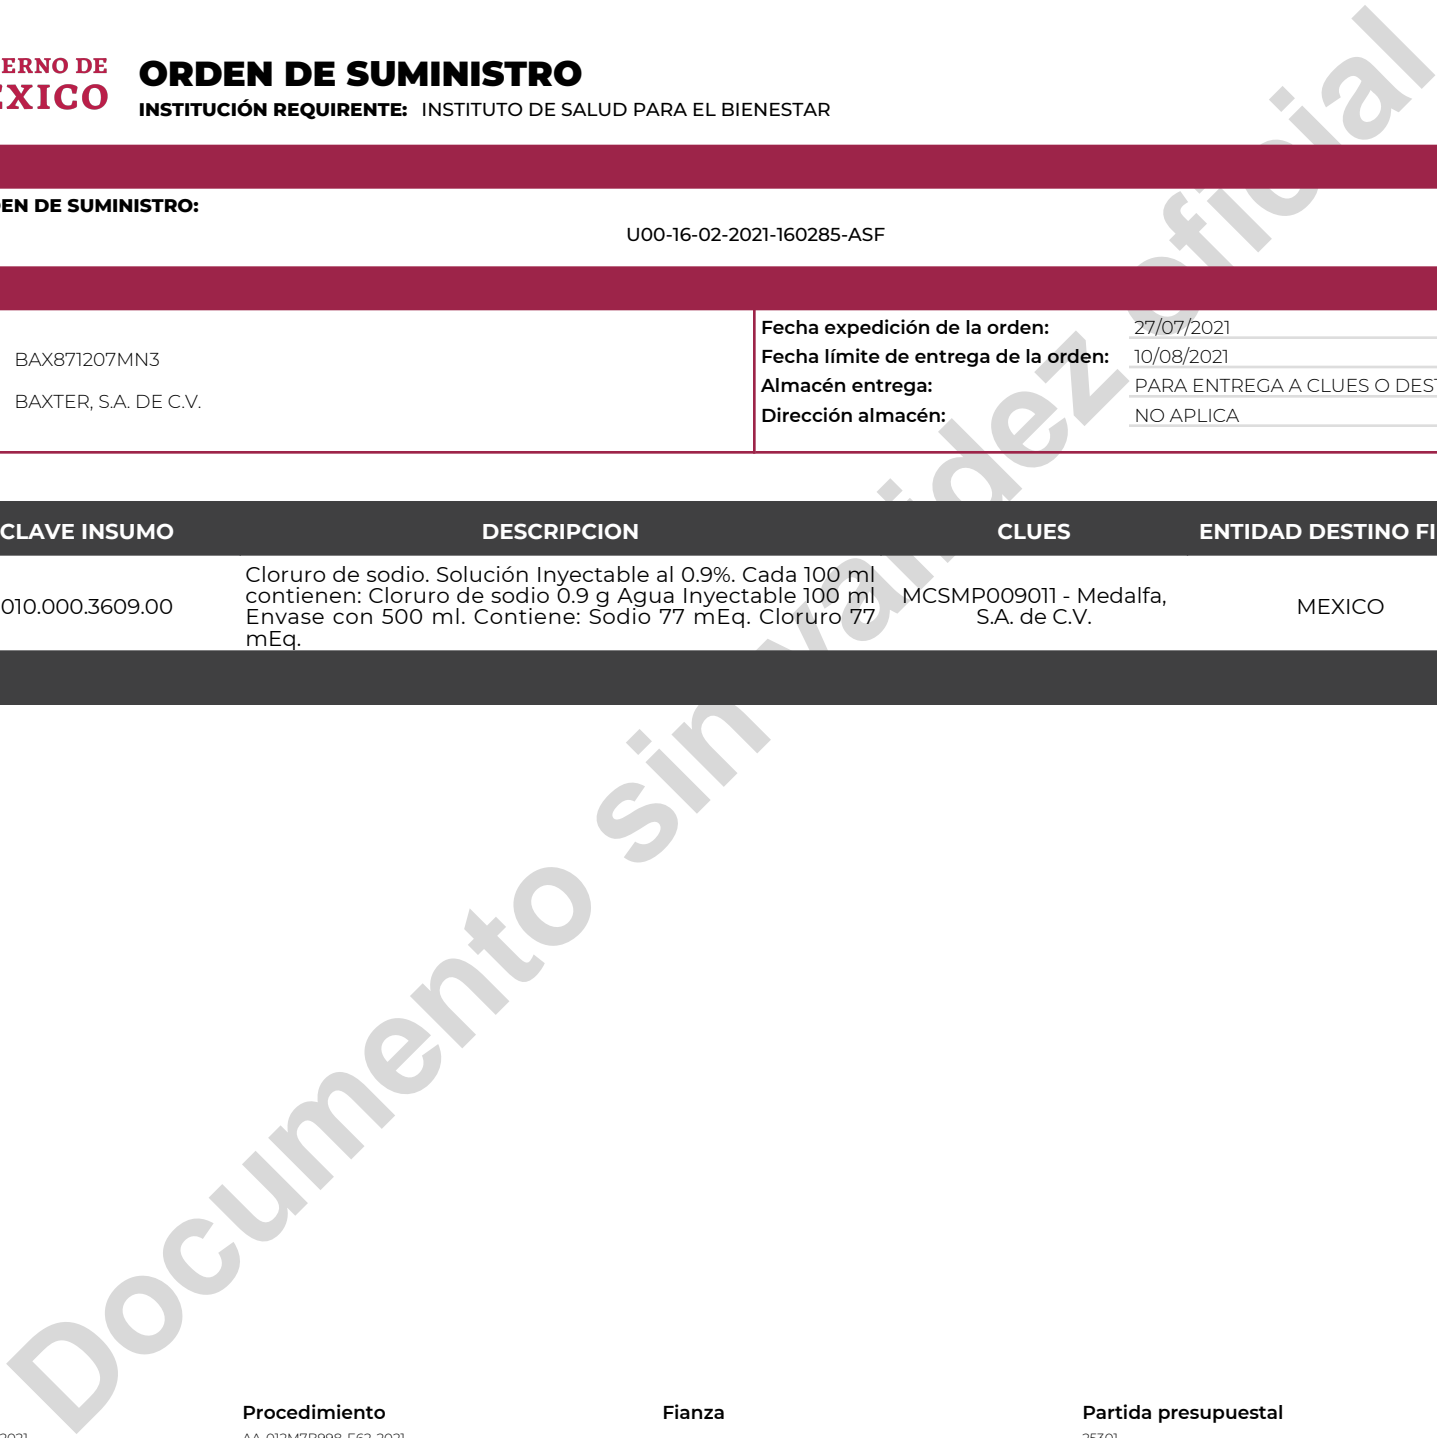 ERNO DE
EXICO
ORDEN DE SUMINISTRO
INSTITUCIÓN REQUIRENTE: INSTITUTO DE SALUD PARA EL BIENESTAR
EN DE SUMINISTRO:
U00-16-02-2021-160285-ASF
BAX871207MN3
BAXTER, S.A. DE C.V.
Fecha expedición de la orden: 27/07/2021
Fecha límite de entrega de la orden: 10/08/2021
Almacén entrega: PARA ENTREGA A CLUES O DEST
Dirección almacén: NO APLICA
CLAVE INSUMO DESCRIPCION CLUES ENTIDAD DESTINO FI
010.000.3609.00
Cloruro de sodio. Solución Inyectable al 0.9%. Cada 100 ml
contienen: Cloruro de sodio 0.9 g Agua Inyectable 100 ml
Envase con 500 ml. Contiene: Sodio 77 mEq. Cloruro 77
mEq.
MCSMP009011 - Medalfa,
S.A. de C.V.
MEXICO
Documento sin validez oficial
Procedimiento Fianza Partida presupuestal